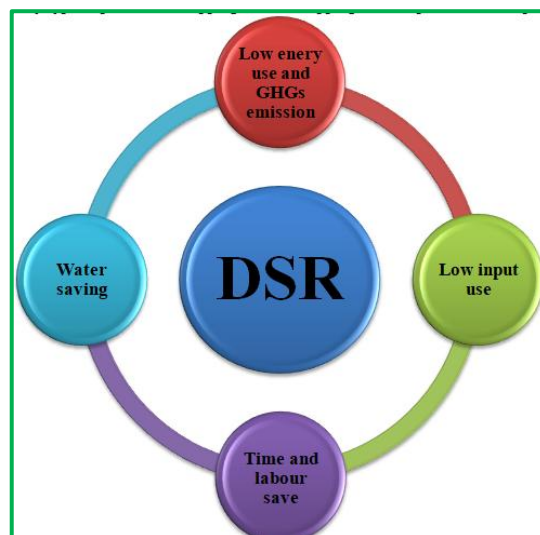 Low enery
use and
GHGs
emission
Water
saving
DSR
Low input
use
Time and
labour
save